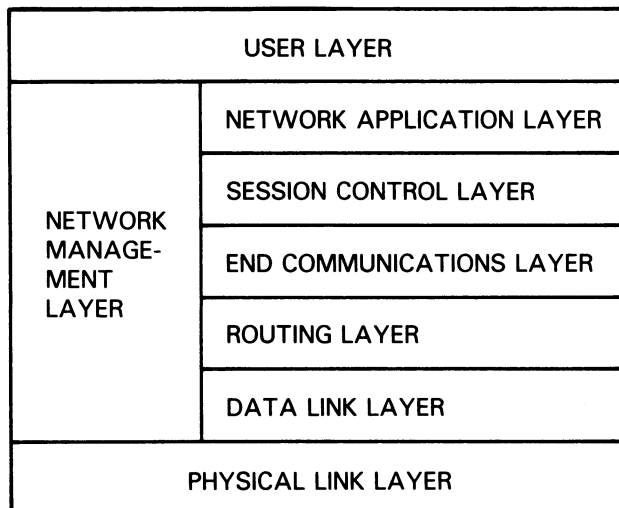 USER LAYER
NETWORK
MANAGE-
MENT
LAYER
NETWORK APPLICATION LAYER
SESSION CONTROL LAYER
END COMMUNICATIONS LAYER
ROUTING LAYER
DATA LINK LAYER
PHYSICAL LINK LAYER